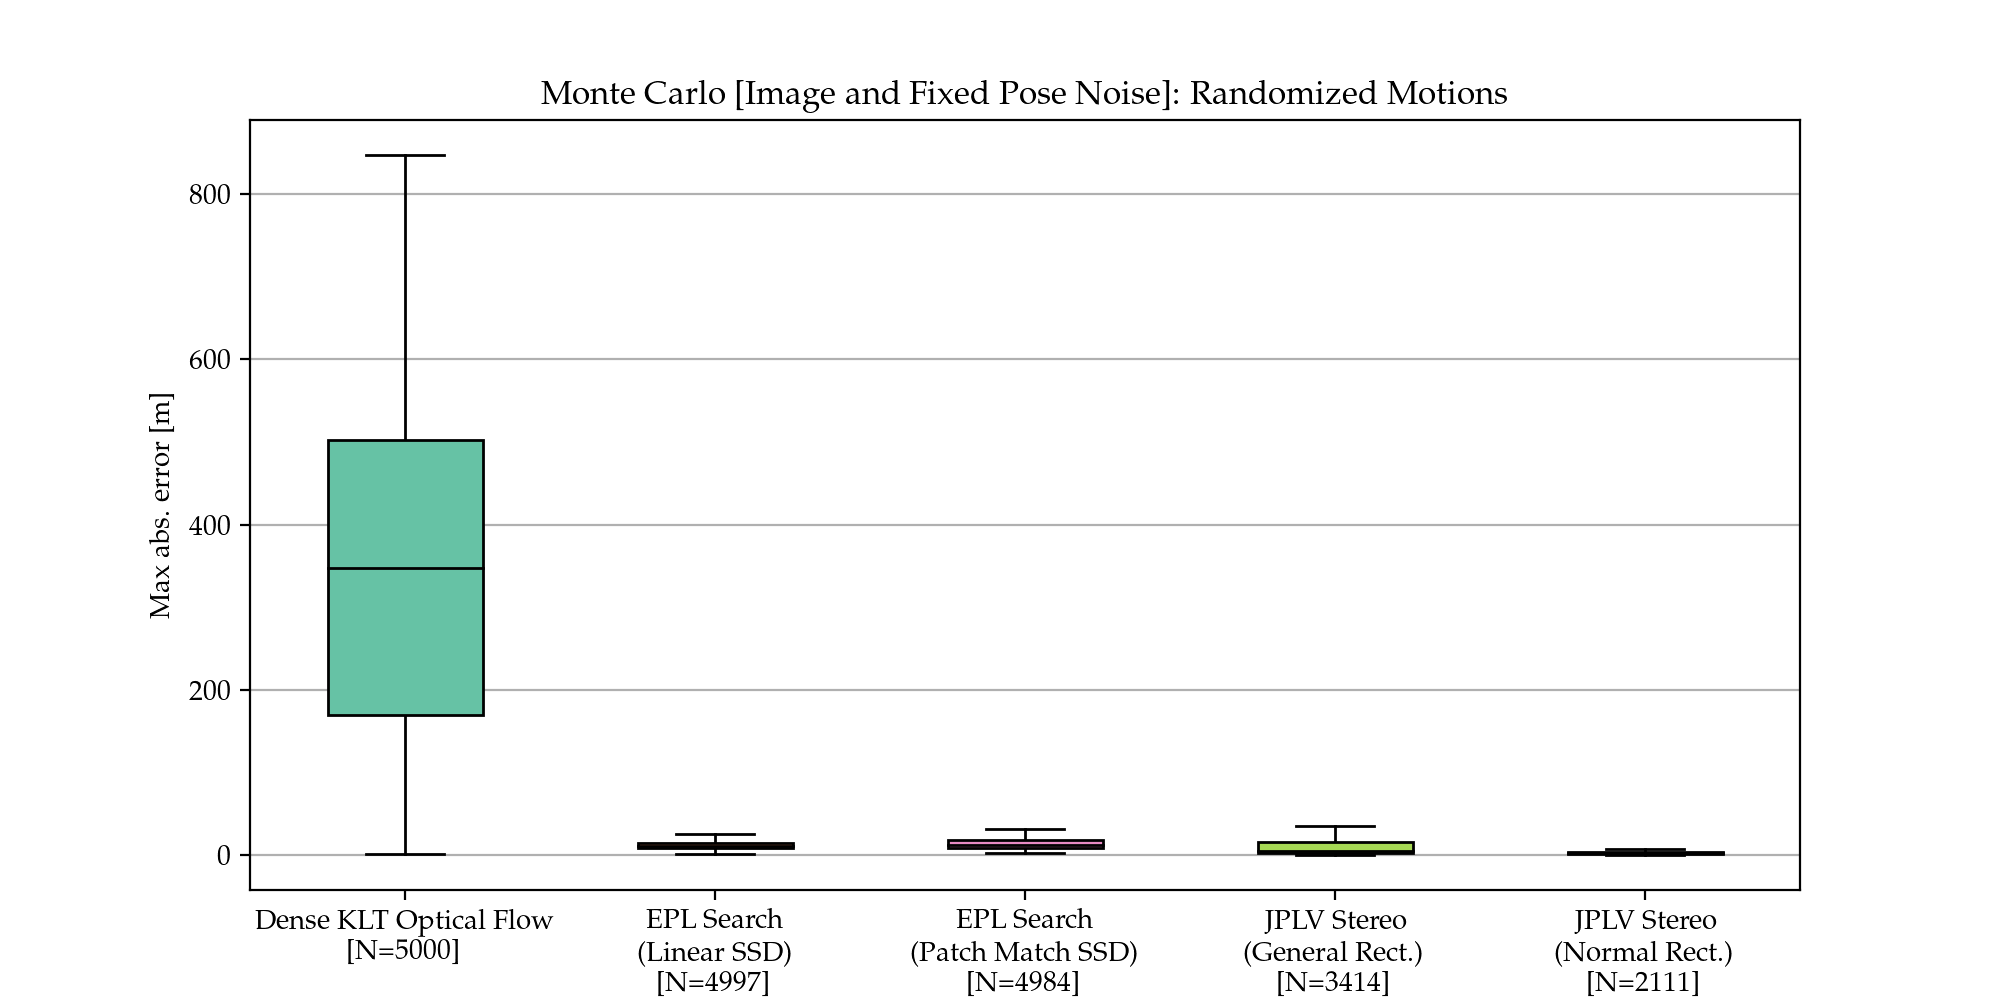 Monte Carlo [Image and Fixed Pose Noise]: Randomized Motions
Max abs. error [m]
800
600
400
200
0
Dense KLT Optical Flow
[N=5000]
EPL Search
(Linear SSD)
[N=4997]
EPL Search
(Patch Match SSD)
[N=4984]
JPLV Stereo
(General Rect.)
[N=3414]
JPLV Stereo
(Normal Rect.)
[N=2111]